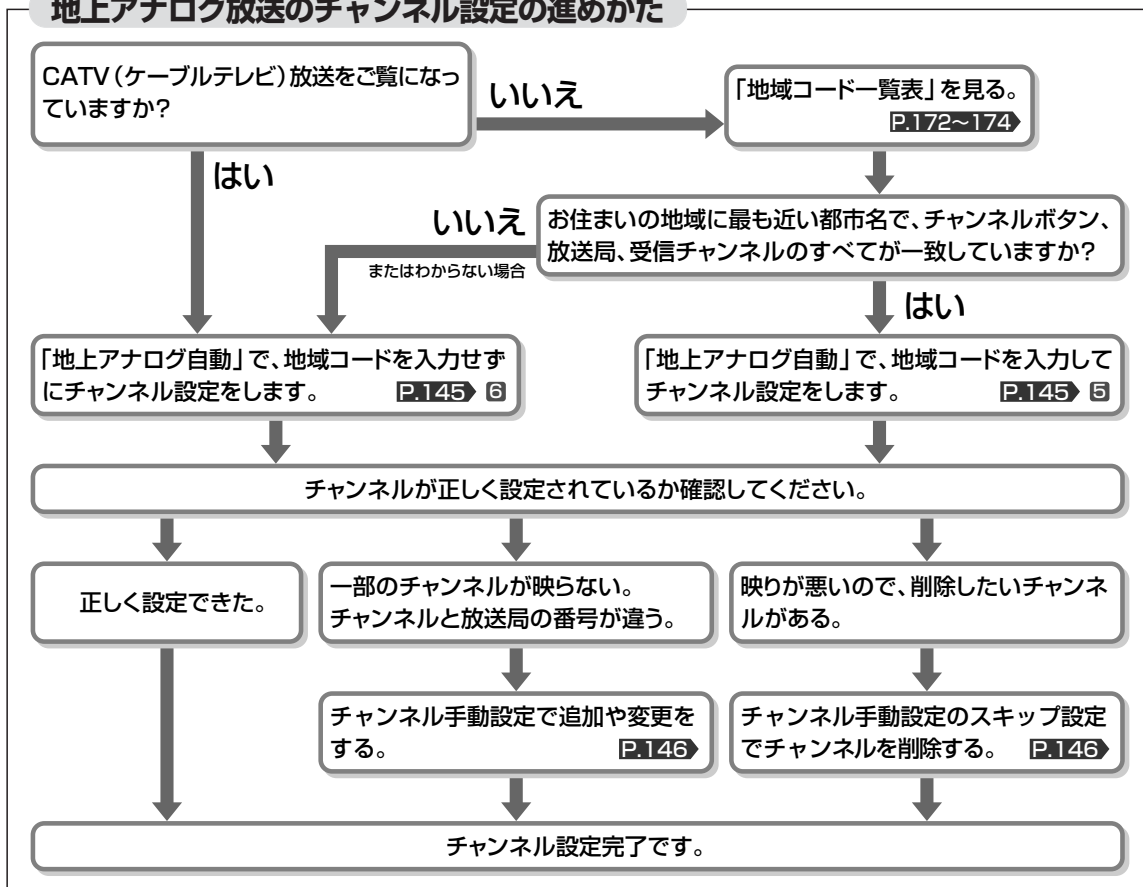 地上アナログ放送のチャンネル設定の進めかた
CATV（ケーブルテレビ）放送をご覧になっ
ていますか？
いいえ
「地域コード一覧表」を見る。
P.172～174
はい
いいえ
またはわからない場合
お住まいの地域に最も近い都市名で、チャンネルボタン、
放送局、受信チャンネルのすべてが一致していますか？
はい
「地上アナログ自動」で、地域コードを入力せず
にチャンネル設定をします。 P.145 6
「地上アナログ自動」で、地域コードを入力して
チャンネル設定をします。 P.145 5
チャンネルが正しく設定されているか確認してください。
正しく設定できた。
一部のチャンネルが映らない。
チャンネルと放送局の番号が違う。
映りが悪いので、削除したいチャンネ
ルがある。
チャンネル手動設定で追加や変更を
する。 P.146
チャンネル手動設定のスキップ設定
でチャンネルを削除する。 P.146
チャンネル設定完了です。